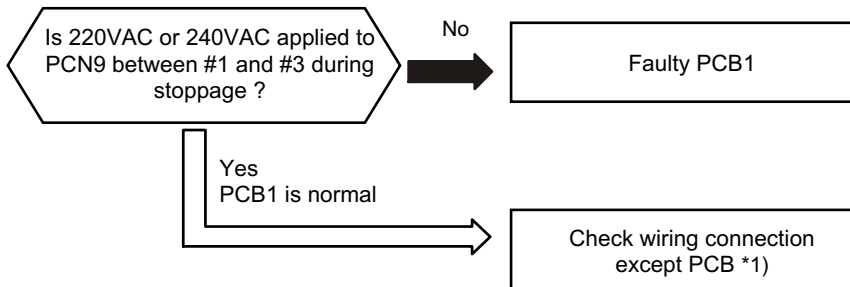 Is 220VAC or 240VAC applied to
PCN9 between #1 and #3 during
stoppage ?
No
Faulty PCB1
Yes
PCB1 is normal
Check wiring connection
except PCB *1)